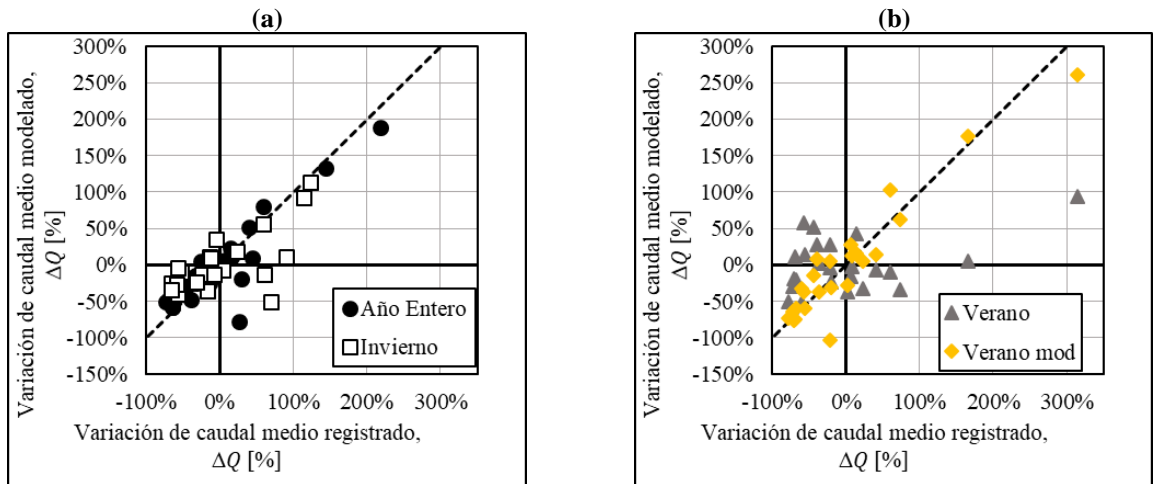 (a)
Variación de caudal medio modelado,
ΔQ [%]
300%
250%
200%
150%
100%
50%
0%
-50%
-100%
-150%
Año Entero
Invierno
-100% 0% 100% 200% 300%
Variación de caudal medio registrado,
ΔQ [%]
(b)
Variación de caudal medio modelado,
ΔQ [%]
300%
250%
200%
150%
100%
50%
0%
-50%
-100%
-150%
Verano
Verano mod
-100% 0% 100% 200% 300%
Variación de caudal medio registrado,
ΔQ [%]